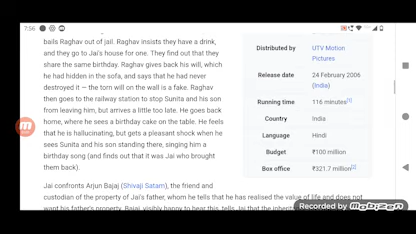 7:56
bails Raghav out of jail. Raghav insists they have a drink,
and they go to Jai's house for one. They find out that they
share the same birthday. Raghav gives back his will, which
he had hidden in the sofa, and says that he had never
destroyed it — the torn will on the wall is a fake. Raghav
then goes to the railway station to stop Sunita and his son
from leaving him, but arrives a little too late. He goes back
home, where he sees a birthday cake on the table. He feels
that he is hallucinating, but gets a pleasant shock when he
sees Sunita and his son standing there, singing him a
birthday song (and finds out that it was Jai who brought
them back).
Jai confronts Arjun Bajaj (Shivaji Satam), the friend and
custodian of the property of Jai's father, whom he tells that he has realised the value of life and does not
want his father's property. Bajaj, visibly happy to hear this, tells Jai that the
Distributed by UTV Motion
Pictures
Release date 24 February 2006
(India)
Running time 116 minutes[1]
Country India
Language Hindi
Budget ₹100 million
Box office ₹321.7 million[2]
M
Recorded by Mobizen